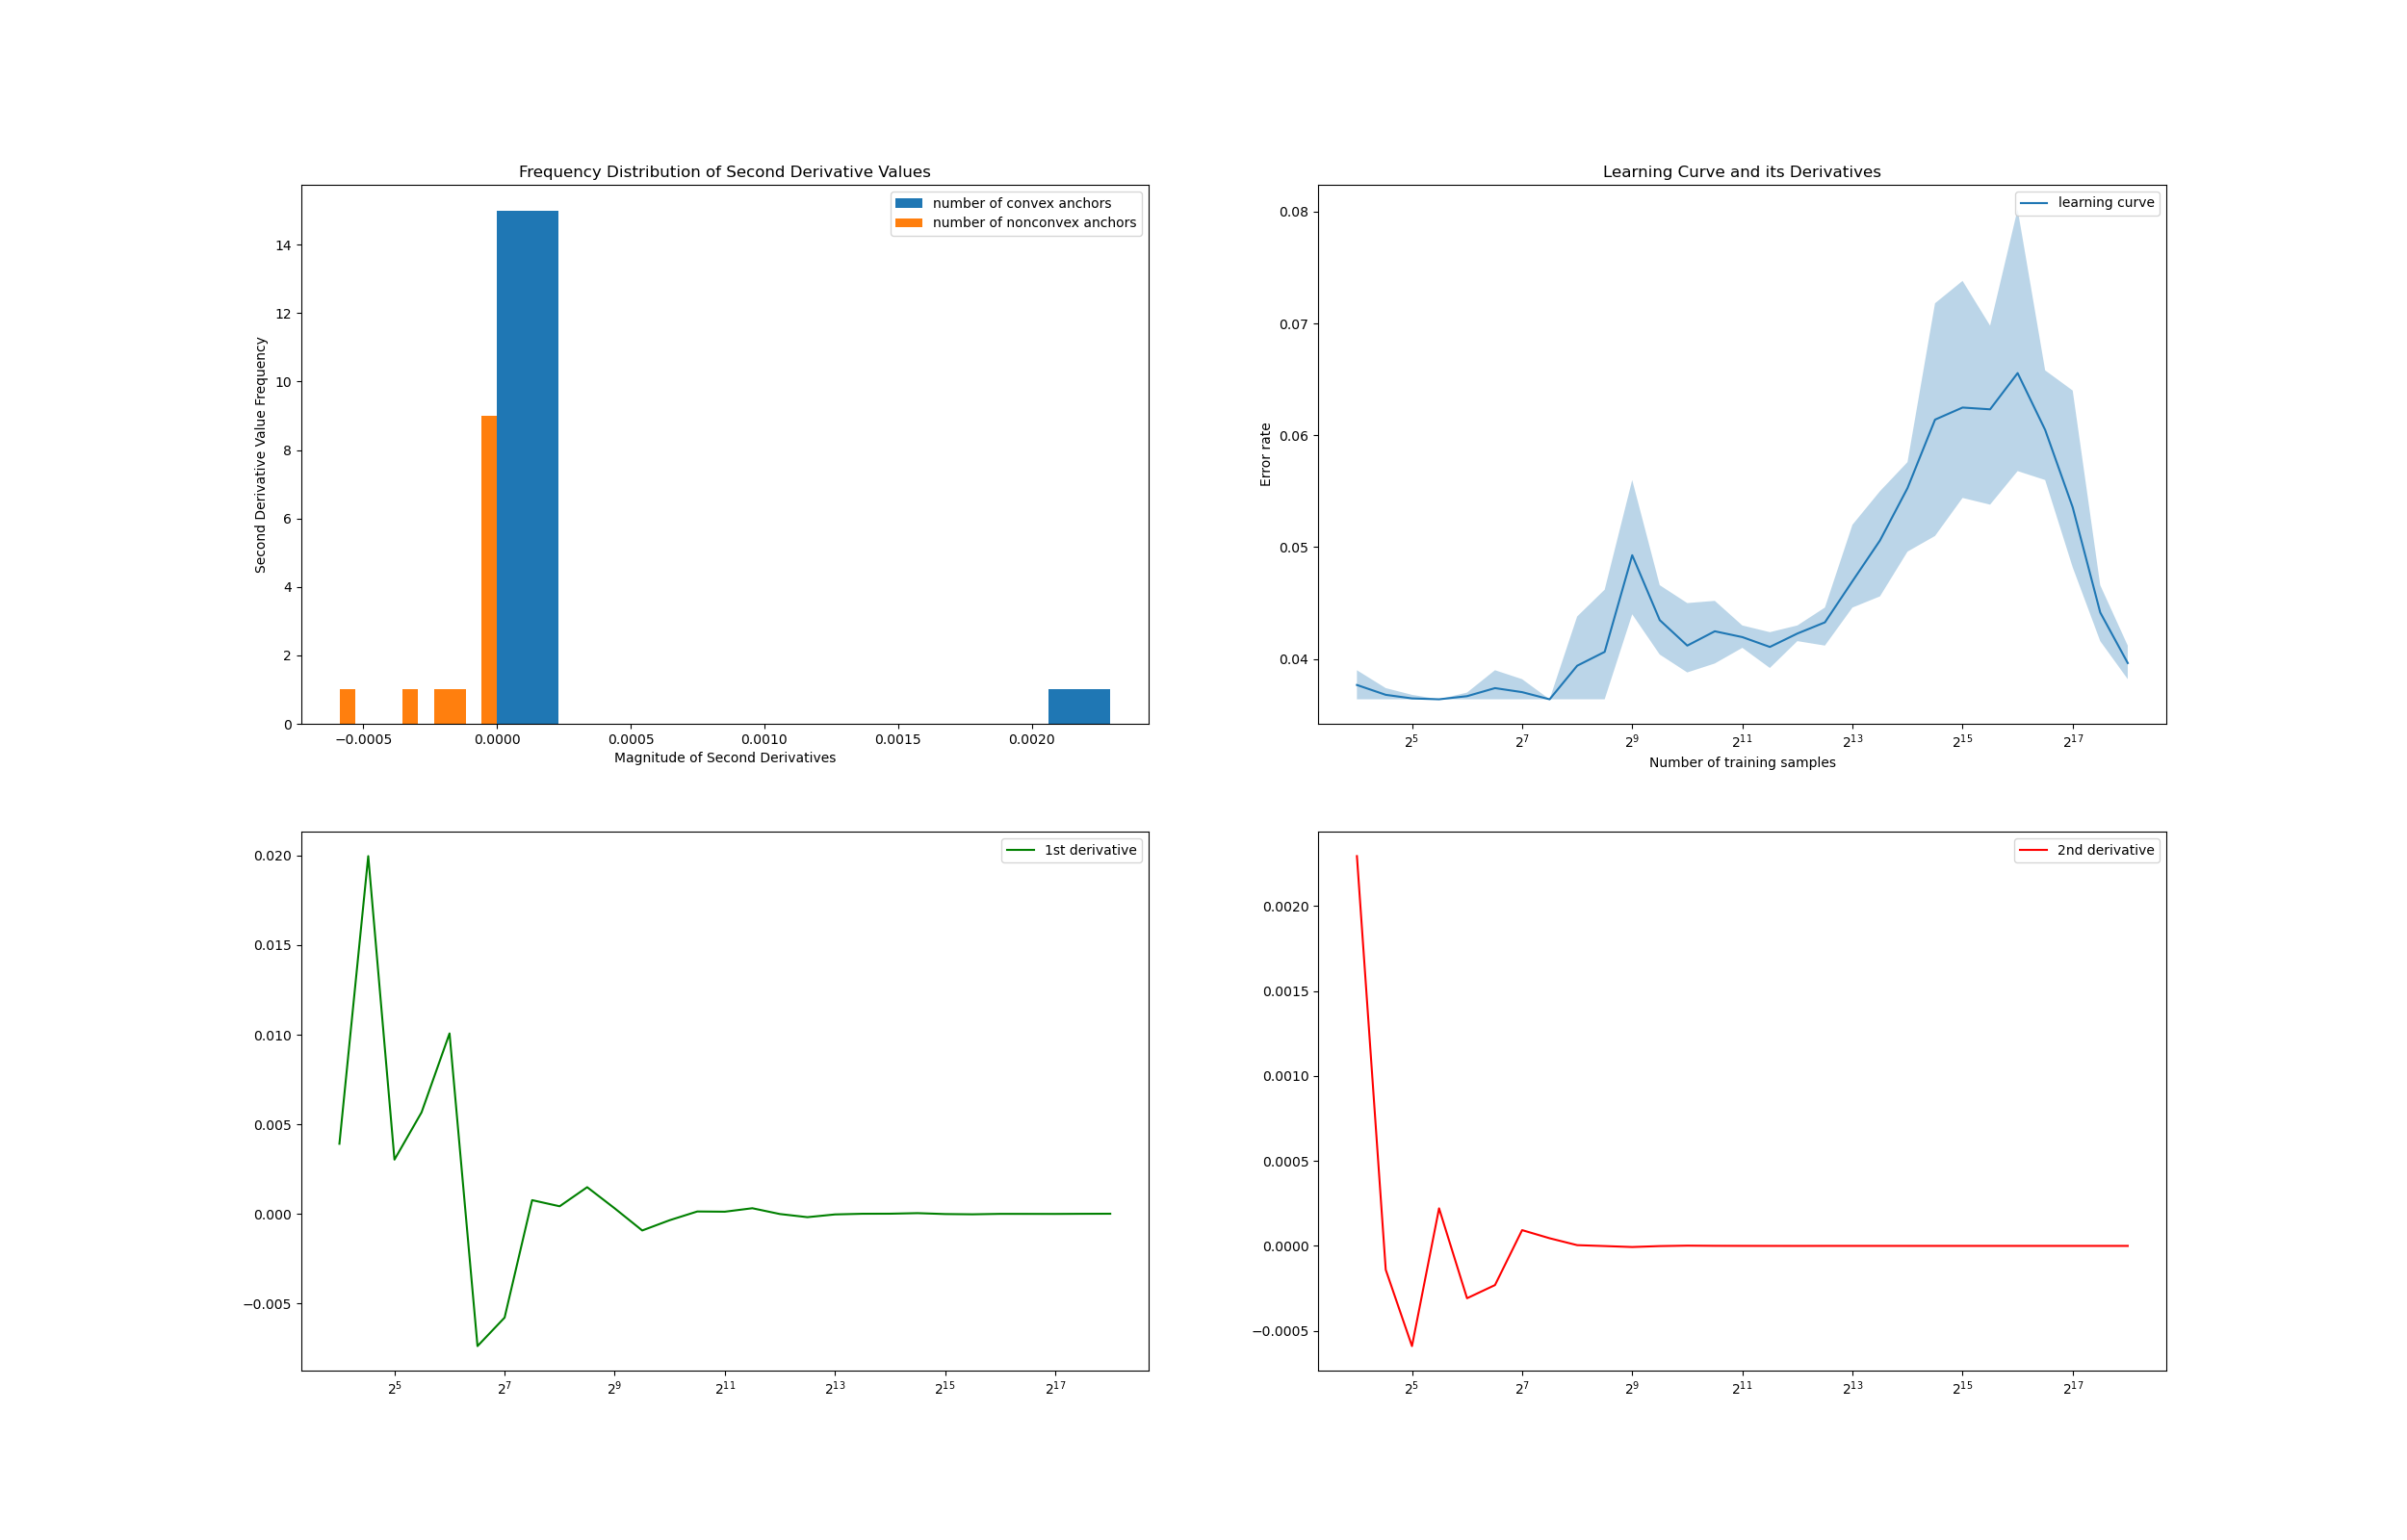 Frequency Distribution of Second Derivative Values
number of convex anchors
number of nonconvex anchors
Second Derivative Value Frequency
14
12
10
8
6
4
2
0
−0.0005 0.0000 0.0005 0.0010 0.0015 0.0020
Magnitude of Second Derivatives
Learning Curve and its Derivatives
learning curve
Error rate
0.08
0.07
0.06
0.05
0.04
2^5 2^7 2^9 2^11 2^13 2^15 2^17
Number of training samples
1st derivative
0.020
0.015
0.010
0.005
0.000
−0.005
2^5 2^7 2^9 2^11 2^13 2^15 2^17
2nd derivative
0.0020
0.0015
0.0010
0.0005
0.0000
−0.0005
2^5 2^7 2^9 2^11 2^13 2^15 2^17